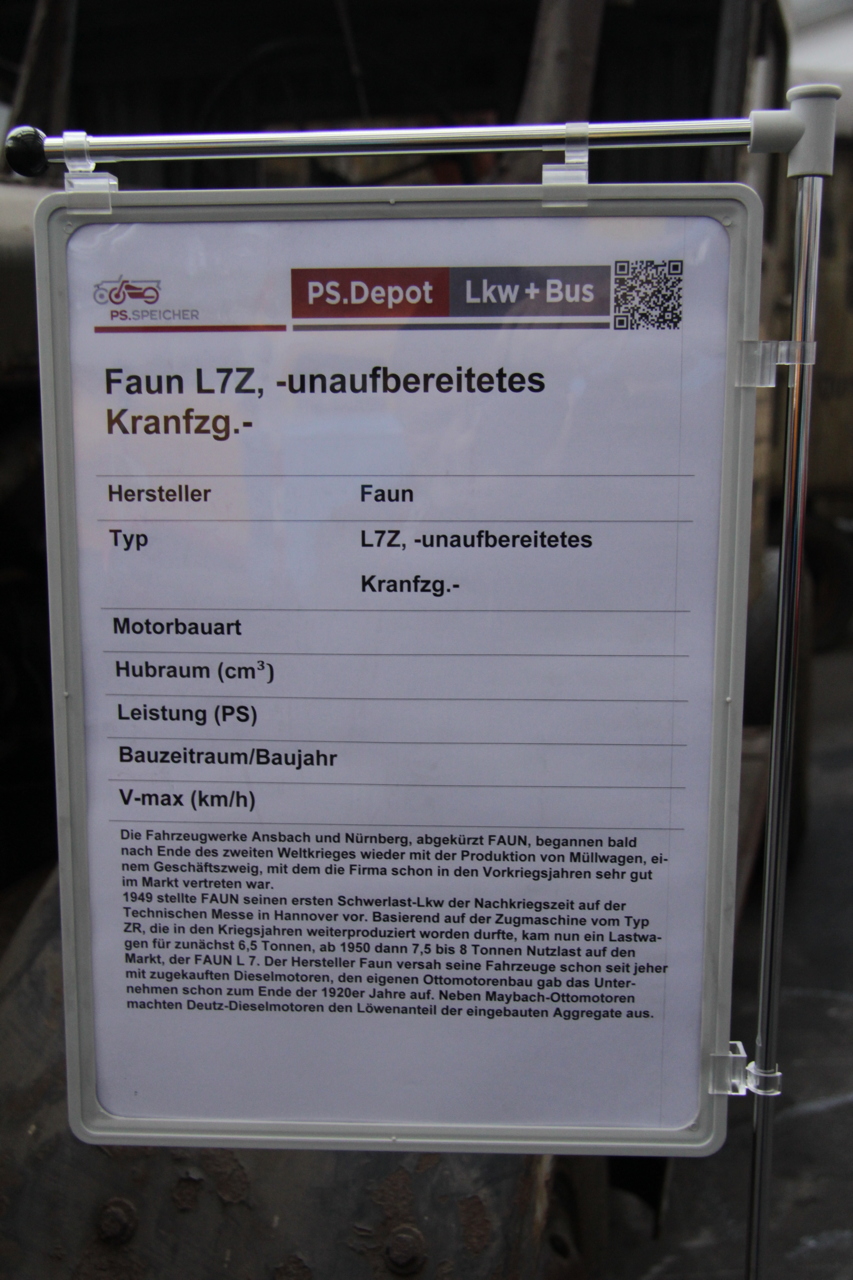 PS.SPEICHER
PS.Depot Lkw + Bus
Faun L7Z, -unaufbereitetes
Kranfzg.-
Hersteller Faun
Typ L7Z, -unaufbereitetes
Kranfzg.-
Motorbauart
Hubraum (cm³)
Leistung (PS)
Bauzeitraum/Baujahr
V-max (km/h)
Die Fahrzeugwerke Ansbach und Nürnberg, abgekürzt FAUN, begannen bald
nach Ende des zweiten Weltkrieges wieder mit der Produktion von Müllwagen, ei-
nem Geschäftszweig, mit dem die Firma schon in den Vorkriegsjahren sehr gut
im Markt vertreten war.
1949 stellte FAUN seinen ersten Schwerlast-Lkw der Nachkriegszeit auf der
Technischen Messe in Hannover vor. Basierend auf der Zugmaschine vom Typ
ZR, die in den Kriegsjahren weiterproduziert worden durfte, kam nun ein Lastwa-
gen für zunächst 6,5 Tonnen, ab 1950 dann 7,5 bis 8 Tonnen Nutzlast auf den
Markt, der FAUN L 7. Der Hersteller Faun versah seine Fahrzeuge schon seit jeher
mit zugekauften Dieselmotoren, den eigenen Ottomotorenbau gab das Unter-
nehmen schon zum Ende der 1920er Jahre auf. Neben Maybach-Ottomotoren
machten Deutz-Dieselmotoren den Löwenanteil der eingebauten Aggregate aus.